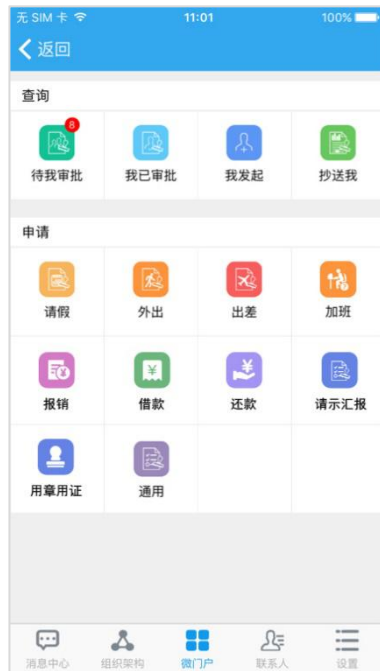 无 SIM 卡 11:01 100%
返回
查询
8
待我审批 我已审批 我发起 抄送我
申请
请假 外出 出差 加班
报销 借款 还款 请示汇报
用章用证 通用
消息中心 组织架构 微门户 联系人 设置